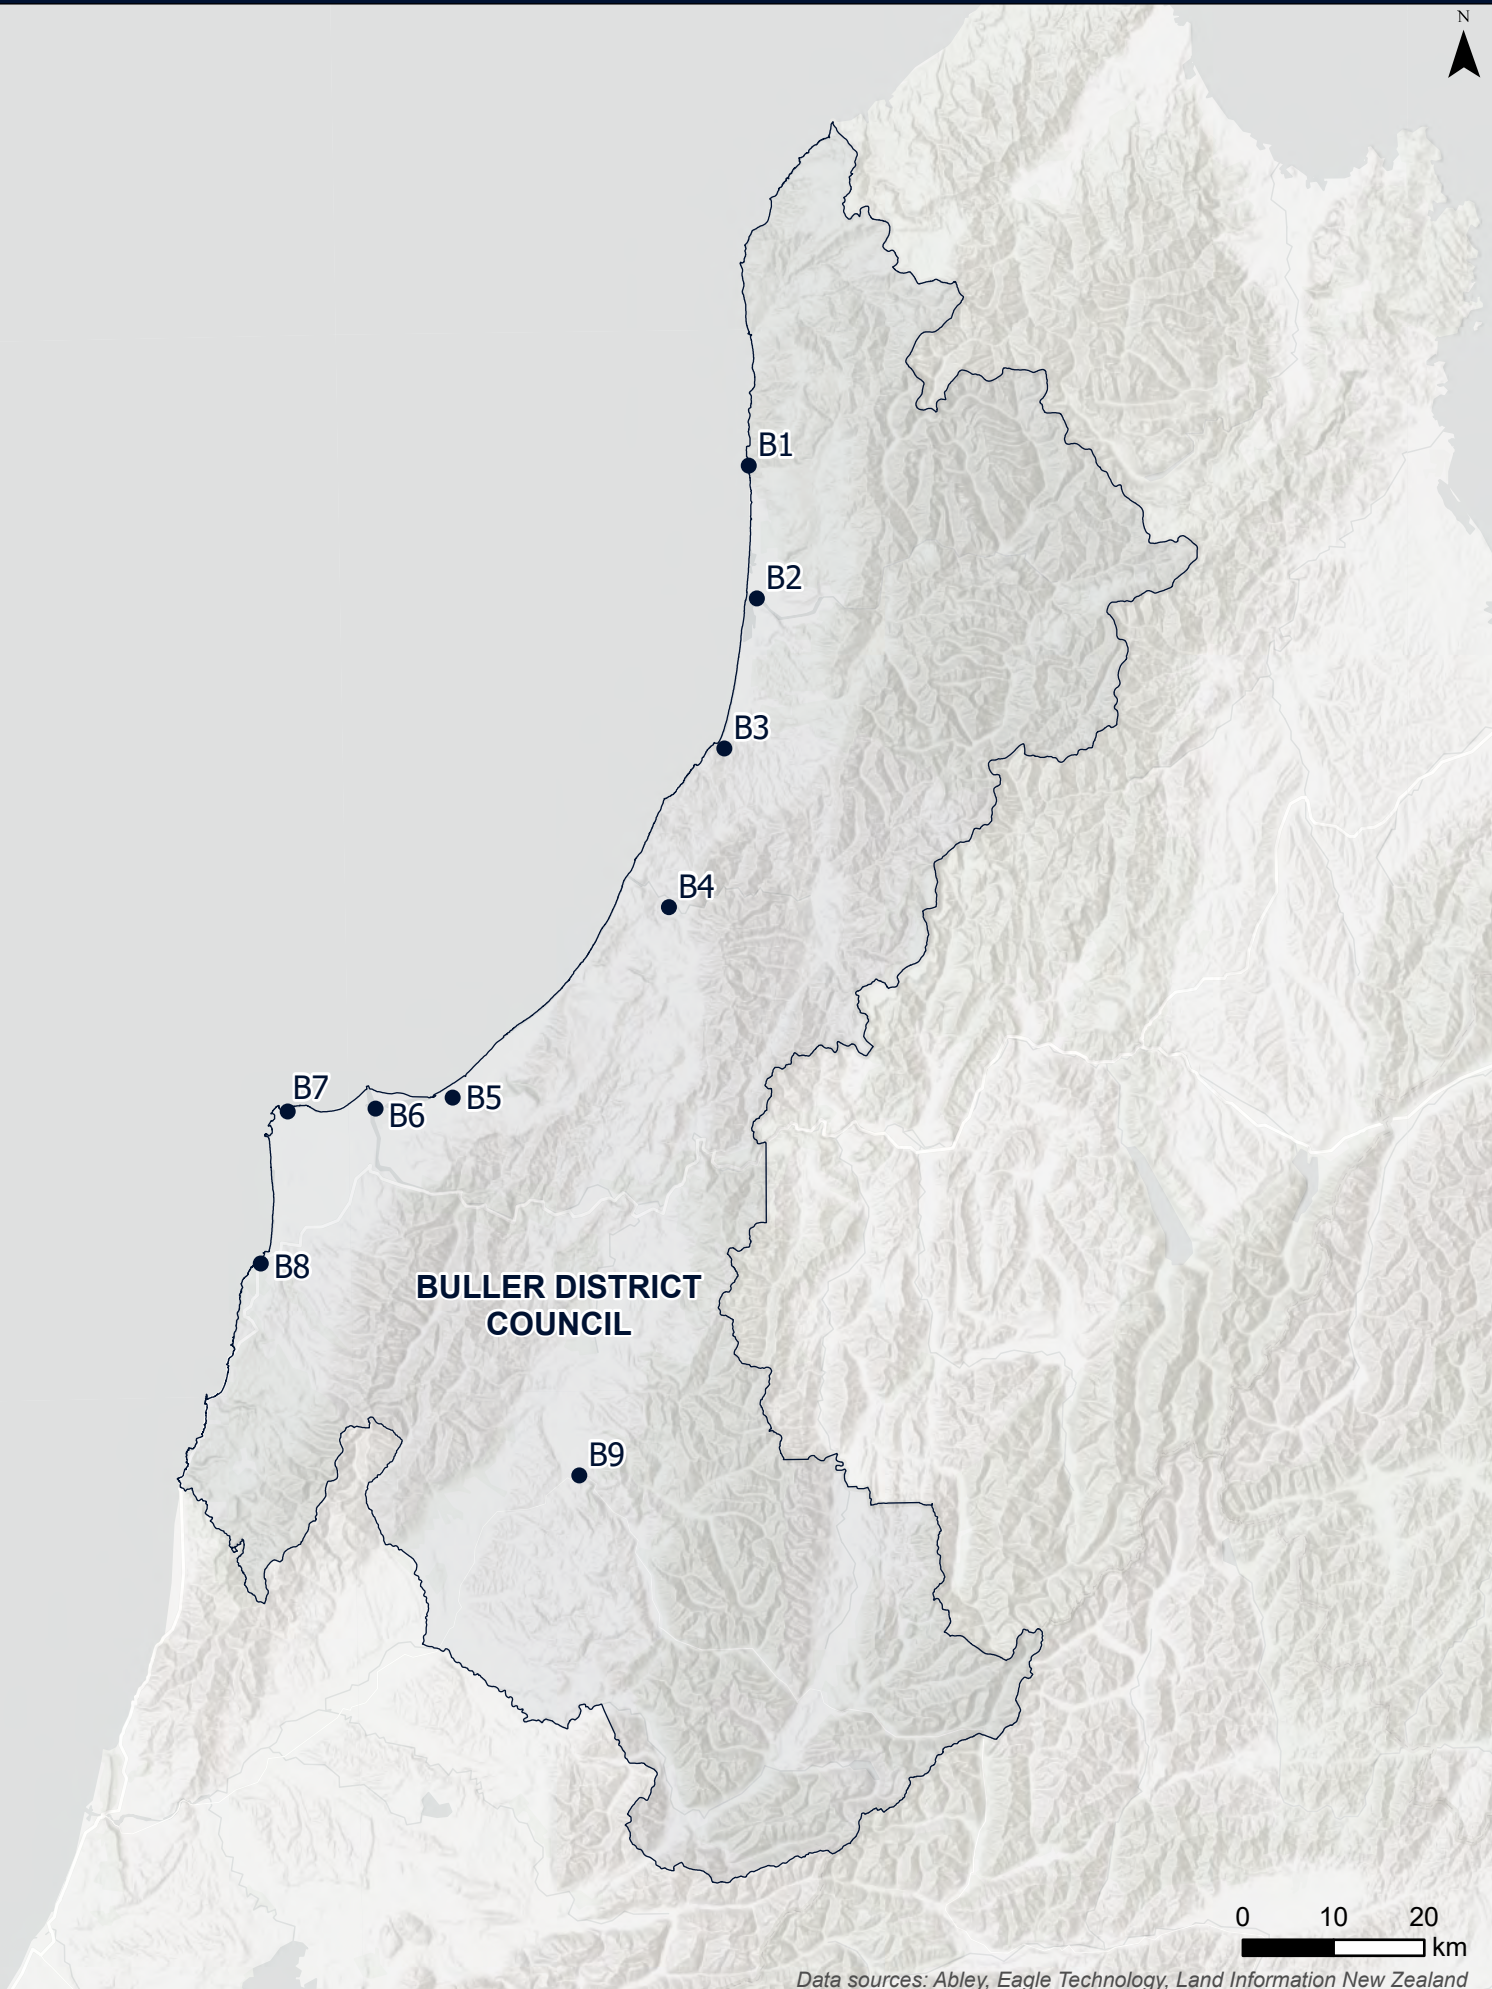 N
B1
B2
B3
B4
B7
B6
B5
B8
BULLER DISTRICT
COUNCIL
B9
0 10 20
km
Data sources: Abley, Eagle Technology, Land Information New Zealand